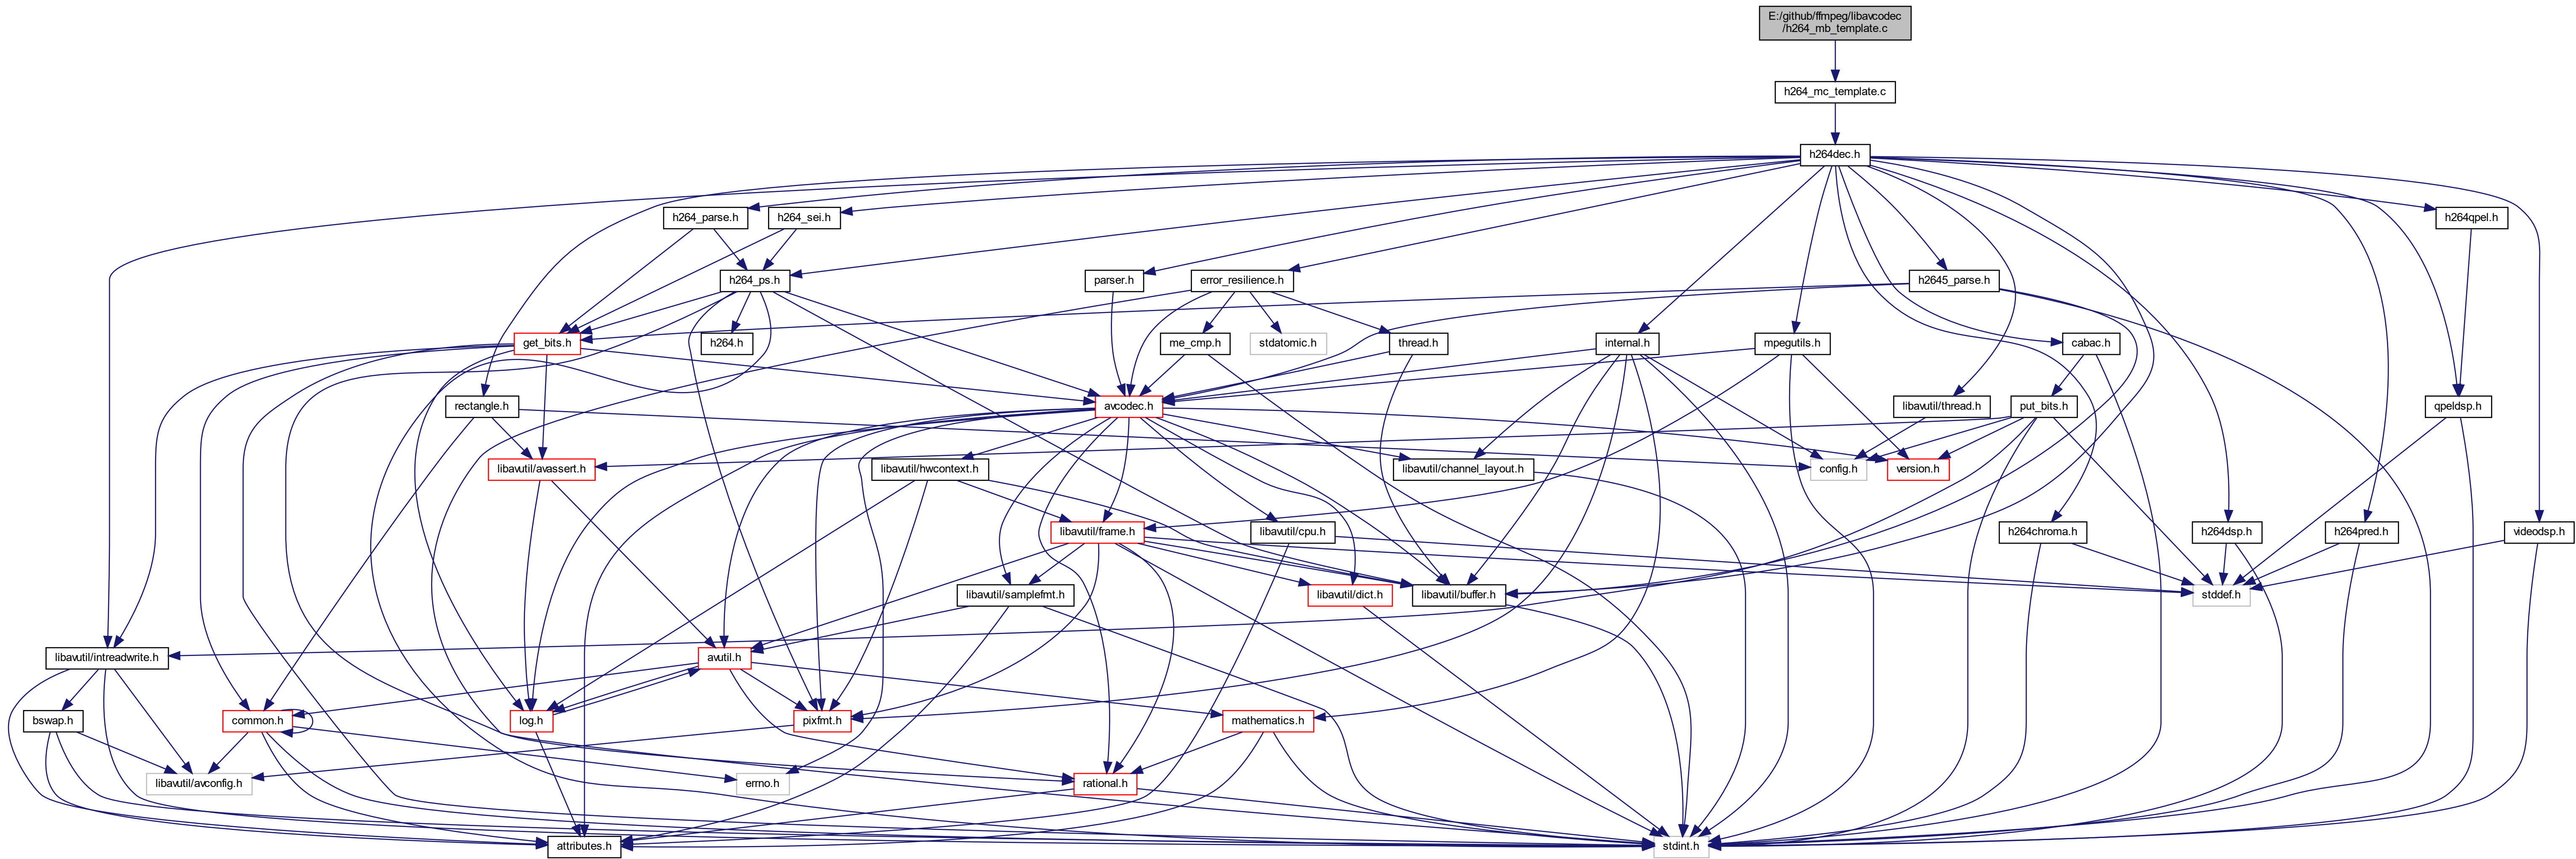 E:/github/ffmpeg/libavcodec
/h264_mb_template.c
h264_mc_template.c
h264dec.h
h264_parse.h
h264_sei.h
h264qpel.h
h264_ps.h
parser.h
error_resilience.h
h2645_parse.h
get_bits.h
h264.h
me_cmp.h
stdatomic.h
thread.h
internal.h
mpegutils.h
cabac.h
rectangle.h
avcodec.h
libavutil/thread.h
put_bits.h
qpeldsp.h
libavutil/avassert.h
libavutil/hwcontext.h
libavutil/channel_layout.h
config.h
version.h
libavutil/frame.h
libavutil/cpu.h
h264chroma.h
h264dsp.h
h264pred.h
videodsp.h
libavutil/samplefmt.h
libavutil/dict.h
libavutil/buffer.h
stddef.h
libavutil/intreadwrite.h
avutil.h
bswap.h
common.h
log.h
pixfmt.h
mathematics.h
libavutil/avconfig.h
errno.h
rational.h
attributes.h
stdint.h